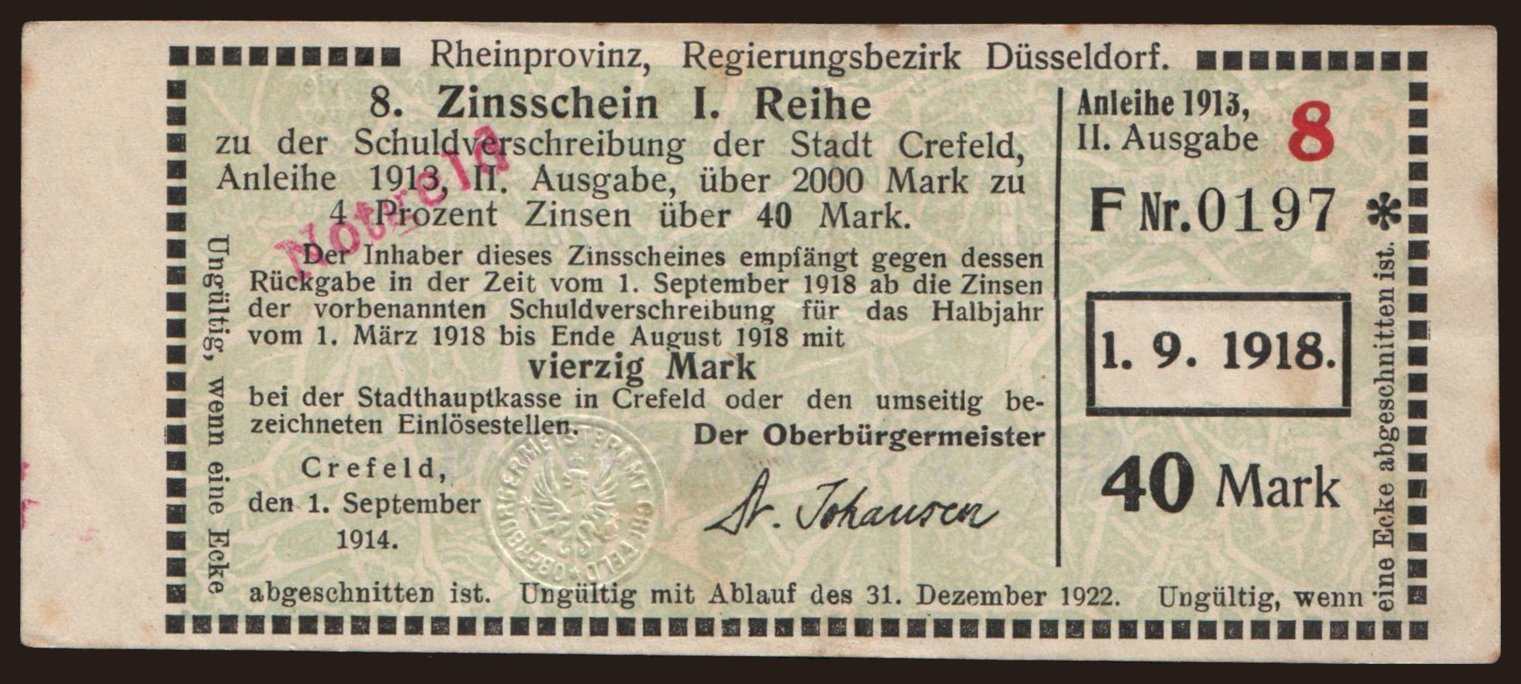 Rheinprovinz, Regierungsbezirk Düsseldorf.
8. Zinsschein I. Reihe
zu der Schuldverschreibung der Stadt Crefeld,
Anleihe 1913, II. Ausgabe, über 2000 Mark zu
4 Prozent Zinsen über 40 Mark.
Notgeld
Der Inhaber dieses Zinsscheines empfängt gegen dessen
Rückgabe in der Zeit vom 1. September 1918 ab die Zinsen
der vorbenannten Schuldverschreibung für das Halbjahr
vom 1. März 1918 bis Ende August 1918 mit
vierzig Mark
bei der Stadthauptkasse in Crefeld oder den umseitig be-
zeichneten Einlösestellen.
Der Oberbürgermeister
Crefeld,
den 1. September
1914.
Dr. Johansen
OBERBÜRGERMEISTERAMT CREFELD
Anleihe 1913,
II. Ausgabe 8
F Nr. 0197 *
1. 9. 1918.
40 Mark
Ungültig, wenn eine Ecke
abgeschnitten ist. Ungültig mit Ablauf des 31. Dezember 1922. Ungültig, wenn
eine Ecke abgeschnitten ist.